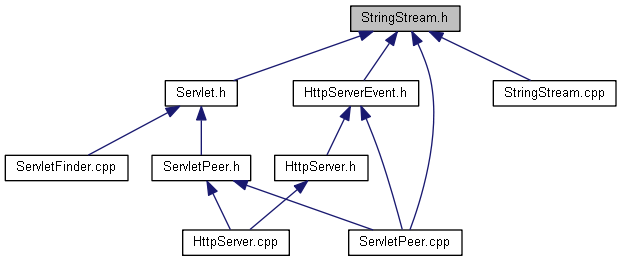 StringStream.h
Servlet.h
HttpServerEvent.h
StringStream.cpp
ServletFinder.cpp
ServletPeer.h
HttpServer.h
HttpServer.cpp
ServletPeer.cpp